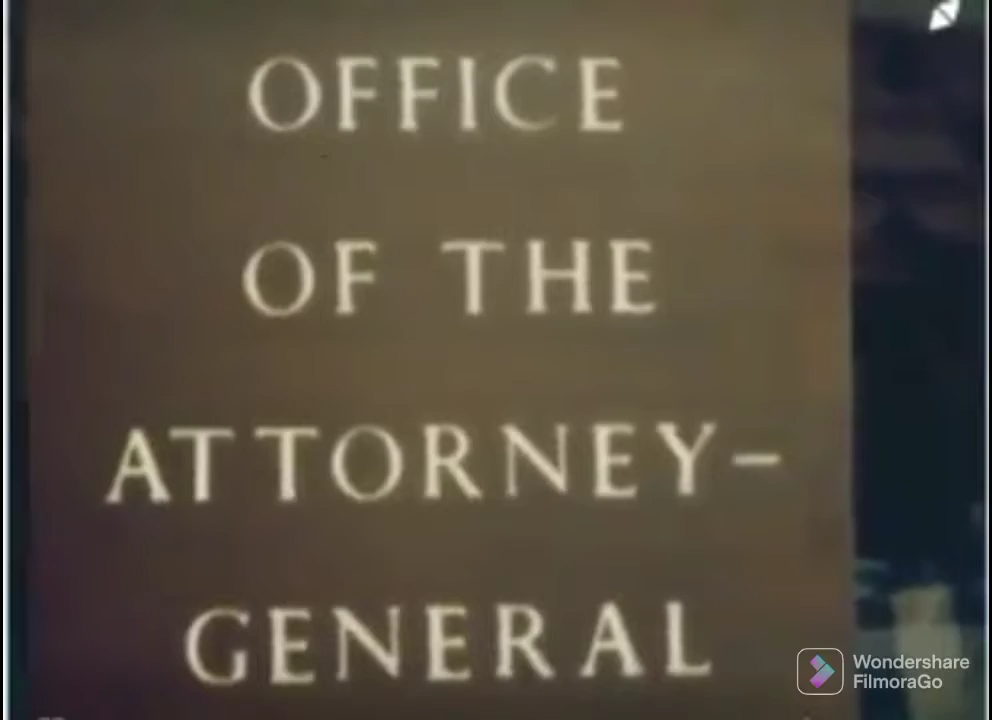 OFFICE
OF THE
ATTORNEY-
GENERAL
Wondershare
FilmoraGo